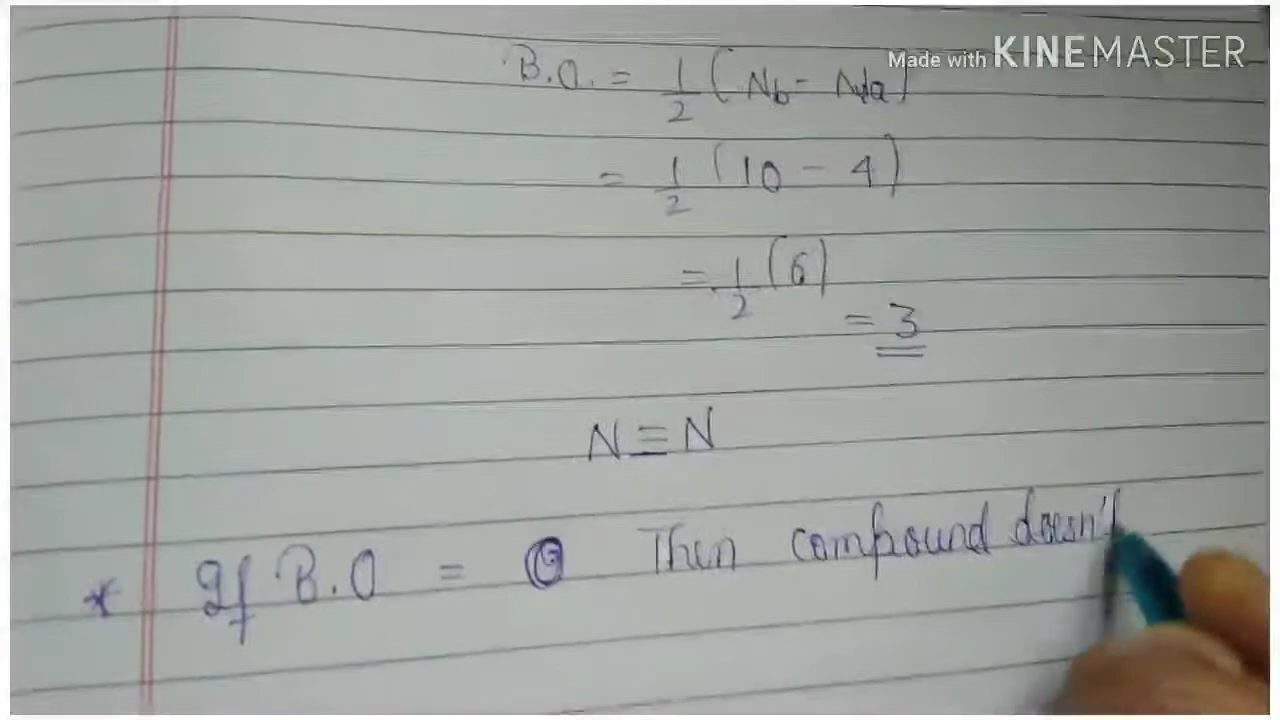 Made with KINEMASTER
B.O. = 1/2 (Nb - Na)
= 1/2 (10 - 4)
= 1/2 (6)
= 3
N≡N
* If B.O = 0 Then compound doesn't